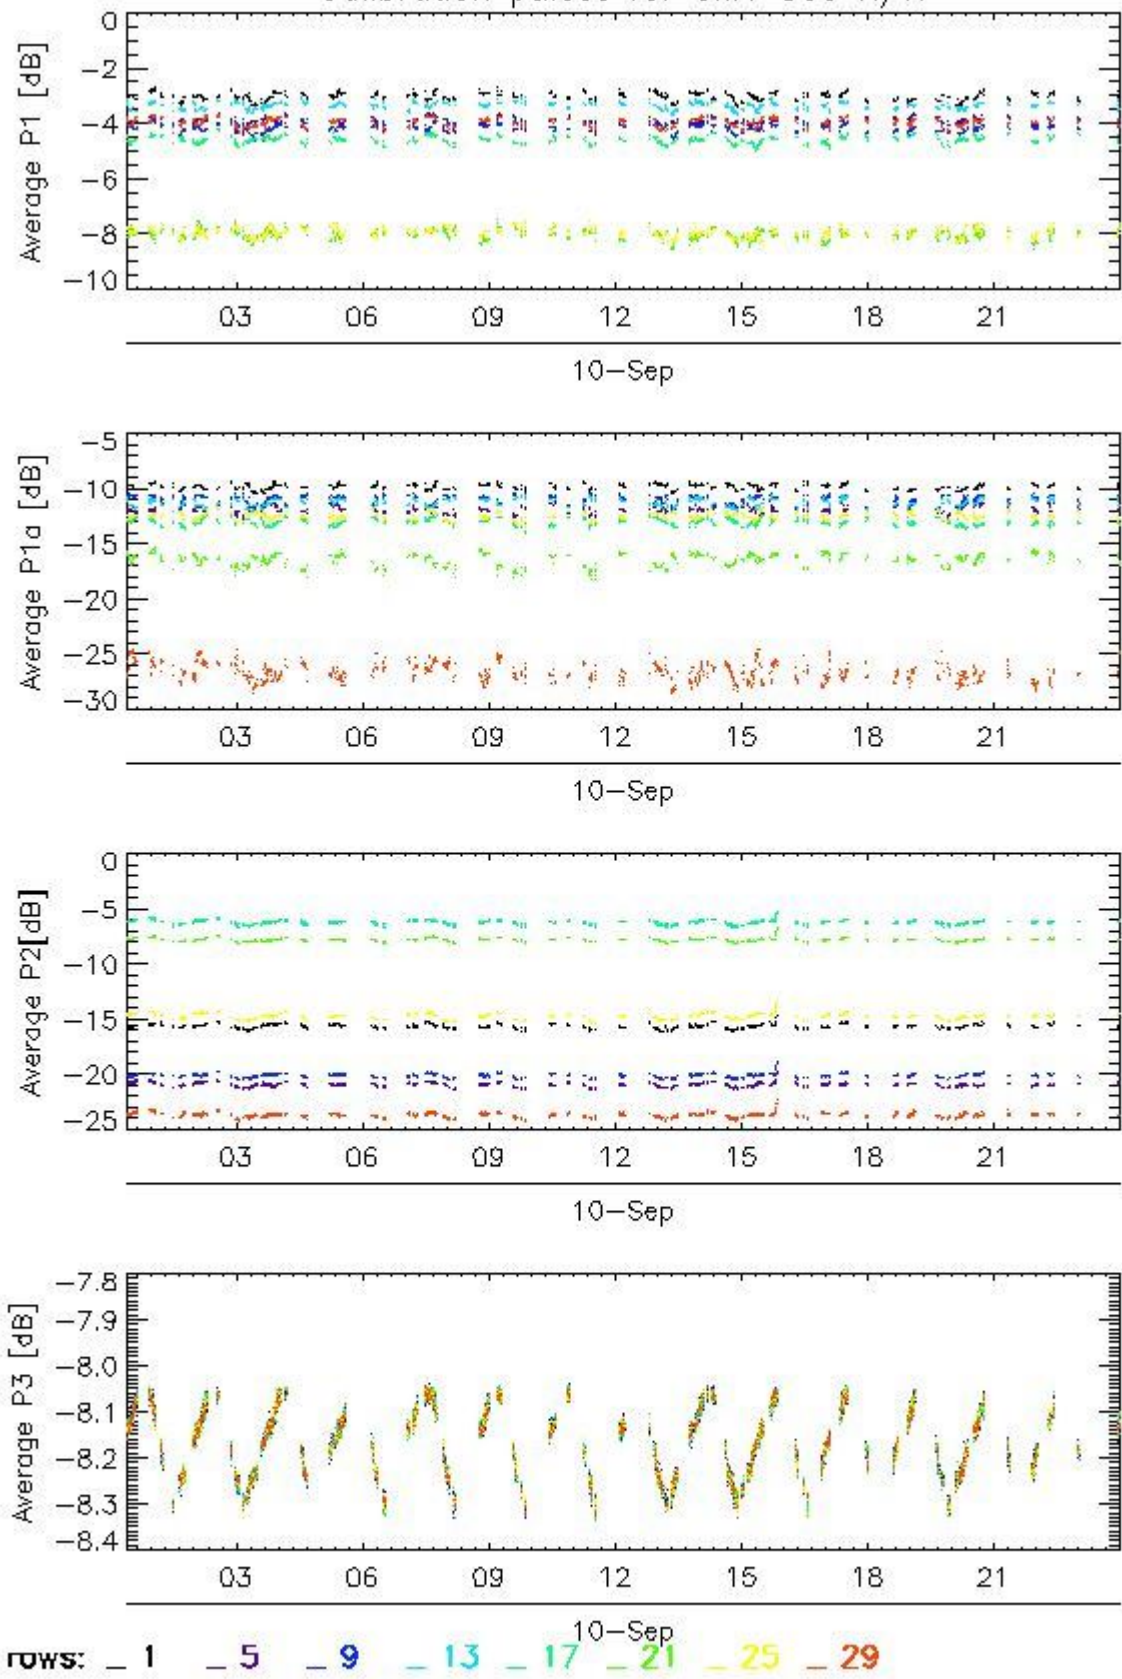 0
−2
−4
−6
−8
−10
Average P1 [dB]
03 06 09 12 15 18 21
10−Sep
−5
−10
−15
−20
−25
−30
Average P1a [dB]
03 06 09 12 15 18 21
10−Sep
0
−5
−10
−15
−20
−25
Average P2[dB]
03 06 09 12 15 18 21
10−Sep
−7.8
−7.9
−8.0
−8.1
−8.2
−8.3
−8.4
Average P3 [dB]
03 06 09 12 15 18 21
10−Sep
rows: _ 1 _ 5 _ 9 _ 13 _ 17 _ 21 _ 25 _ 29